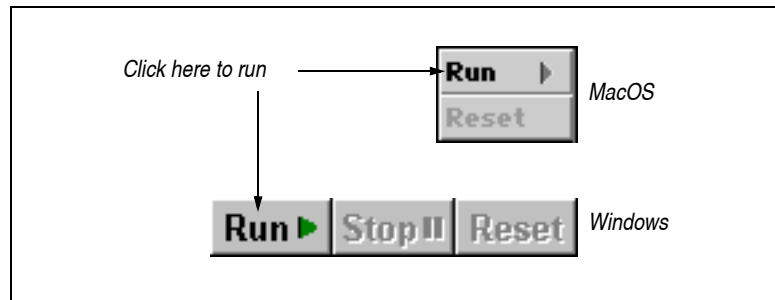 Click here to run
Run
MacOS
Reset
Run Stop Reset
Windows